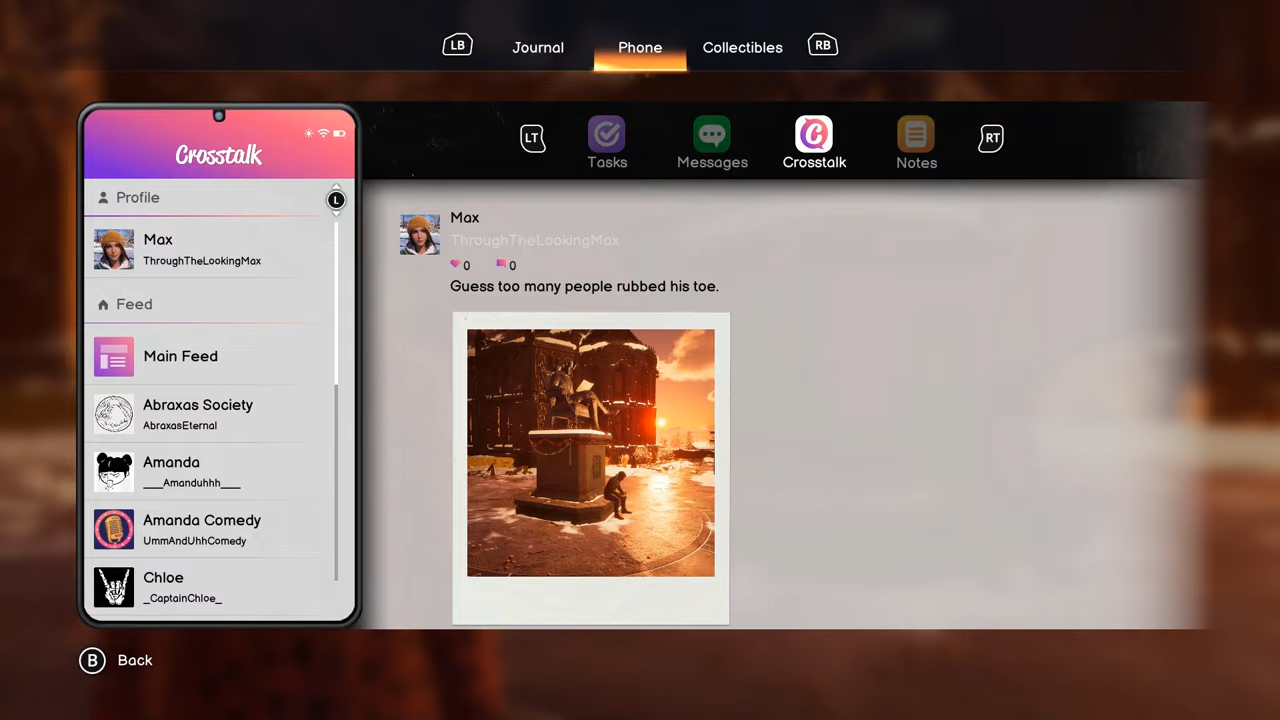 LB Journal Phone Collectibles RB
Crosstalk
LT Tasks Messages Crosstalk Notes RT
Profile
L
Max
ThroughTheLookingMax
Feed
Main Feed
Abraxas Society
AbraxasEternal
Amanda
___Amanduhhh___
Amanda Comedy
UmmAndUhhComedy
Chloe
_CaptainChloe_
Max
ThroughTheLookingMax
0 0
Guess too many people rubbed his toe.
B Back